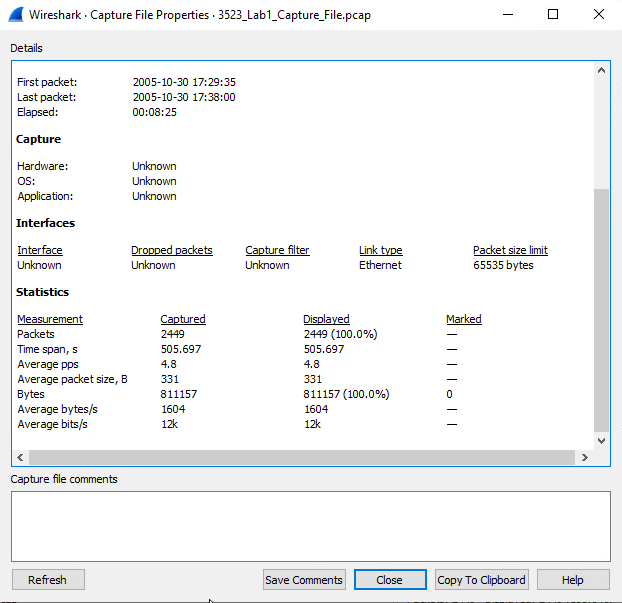 Wireshark · Capture File Properties · 3523_Lab1_Capture_File.pcap
Details
First packet: 2005-10-30 17:29:35
Last packet: 2005-10-30 17:38:00
Elapsed: 00:08:25
Capture
Hardware: Unknown
OS: Unknown
Application: Unknown
Interfaces
Interface Dropped packets Capture filter Link type Packet size limit
Unknown Unknown Unknown Ethernet 65535 bytes
Statistics
Measurement Captured Displayed Marked
Packets 2449 2449 (100.0%) —
Time span, s 505.697 505.697 —
Average pps 4.8 4.8 —
Average packet size, B 331 331 —
Bytes 811157 811157 (100.0%) 0
Average bytes/s 1604 1604 —
Average bits/s 12k 12k —
Capture file comments
Refresh Save Comments Close Copy To Clipboard Help